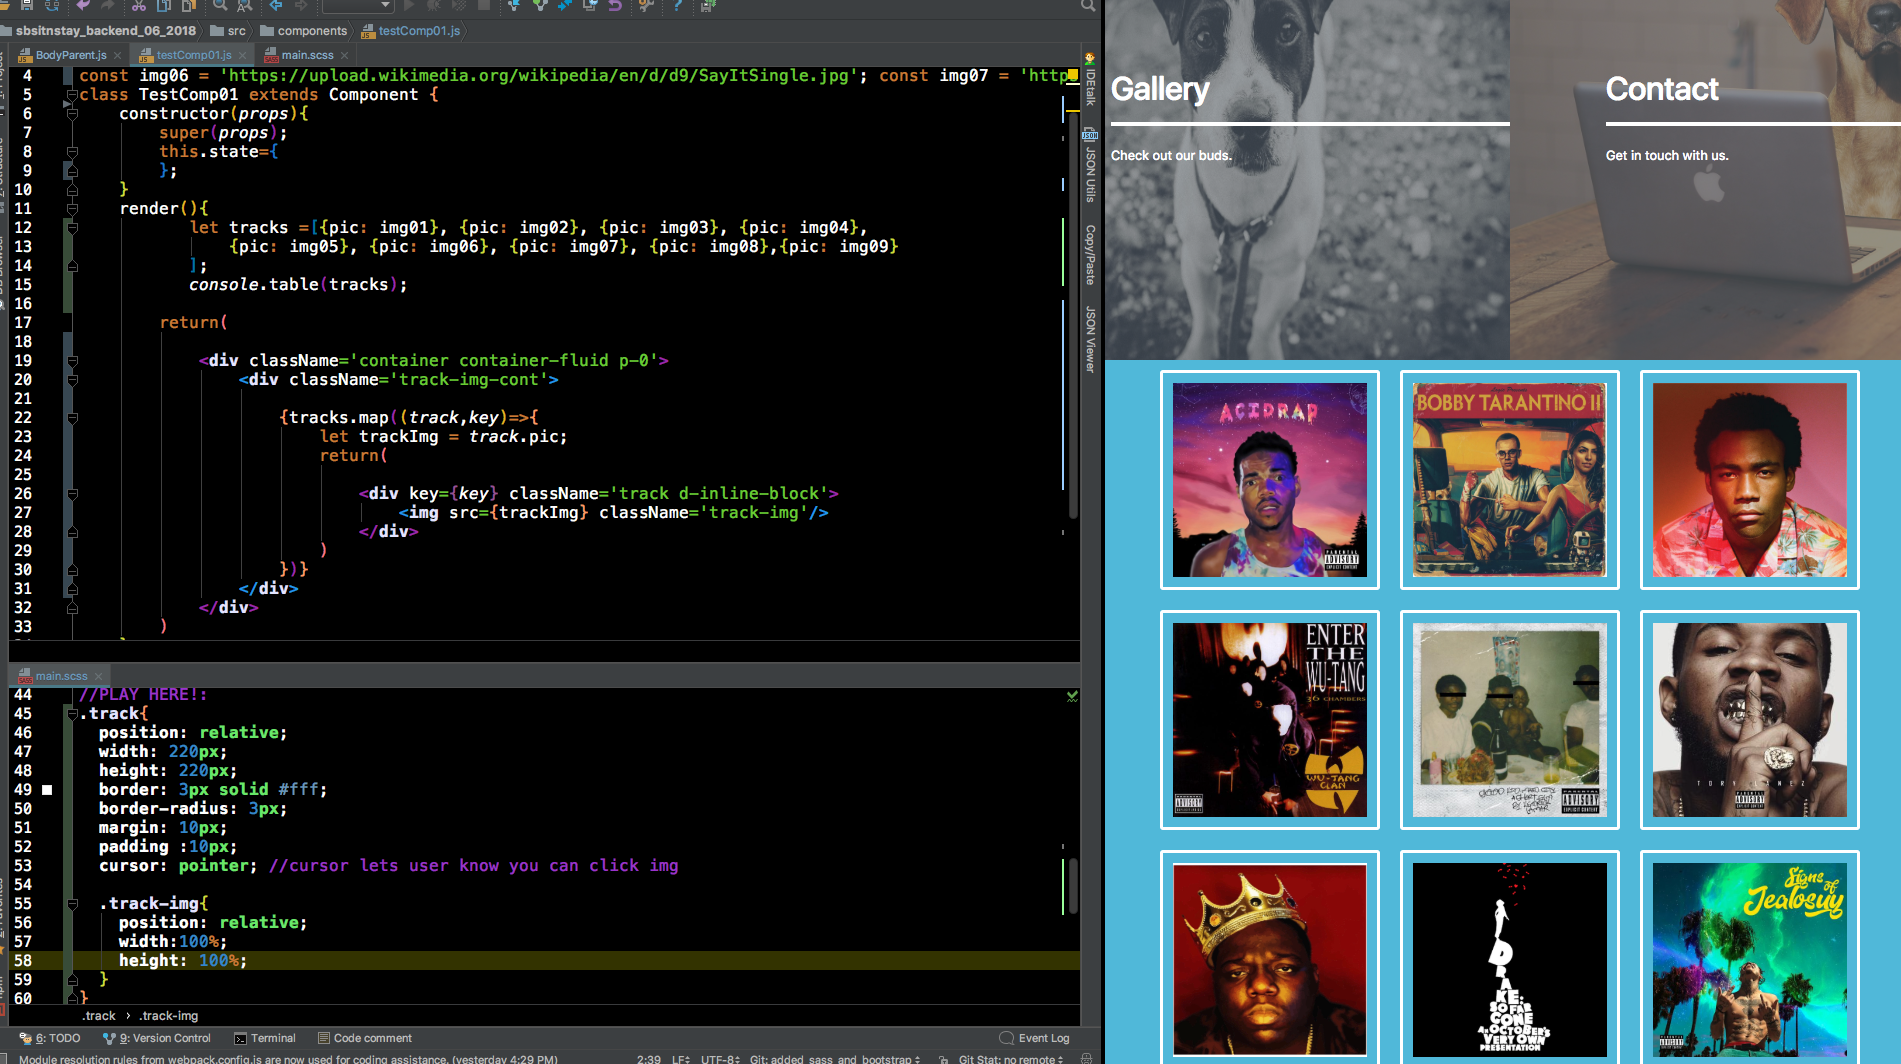 sbsitnstay_backend_06_2018 src components testComp01.js
BodyParent.js testComp01.js main.scss
4 const img06 = 'https://upload.wikimedia.org/wikipedia/en/d/d9/SayItSingle.jpg'; const img07 = 'http
5 class TestComp01 extends Component {
6 constructor(props){
7 super(props);
8 this.state={
9 };
10 }
11 render(){
12 let tracks =[{pic: img01}, {pic: img02}, {pic: img03}, {pic: img04},
13 {pic: img05}, {pic: img06}, {pic: img07}, {pic: img08},{pic: img09}
14 ];
15 console.table(tracks);
16
17 return(
18
19 <div className='container container-fluid p-0'>
20 <div className='track-img-cont'>
21
22 {tracks.map((track,key)=>{
23 let trackImg = track.pic;
24 return(
25
26 <div key={key} className='track d-inline-block'>
27 <img src={trackImg} className='track-img'/>
28 </div>
29 )
30 })}
31 </div>
32 </div>
33 )
IDEtalk
JSON Utils
Copy/Paste
JSON Viewer
main.scss
44 //PLAY HERE!:
45 .track{
46 position: relative;
47 width: 220px;
48 height: 220px;
49 border: 3px solid #fff;
50 border-radius: 3px;
51 margin: 10px;
52 padding :10px;
53 cursor: pointer; //cursor lets user know you can click img
54
55 .track-img{
56 position: relative;
57 width:100%;
58 height: 100%;
59 }
60 }
.track › .track-img
6: TODO 9: Version Control Terminal Code comment Event Log
Module resolution rules from webpack.config.js are now used for coding assistance. (yesterday 4:29 PM) 2:39 LF UTF-8 Git: added_sass_and_bootstrap Git Stat: no remote
Gallery
Check out our buds.
Contact
Get in touch with us.
ACIDRAP
PARENTAL
ADVISORY
EXPLICIT CONTENT
BOBBY TARANTINO II
ENTER
THE
WU-TANG
36 CHAMBERS
WU-TANG
CLAN
ADVISORY
PARENTAL
ADVISORY
EXPLICIT CONTENT
TORY LANEZ
ADVISORY
DRAKE:
SO FAR
GONE
AN OCTOBER'S
VERY OWN
PRESENTATION
Signs
of
Jealousy
ADVISORY